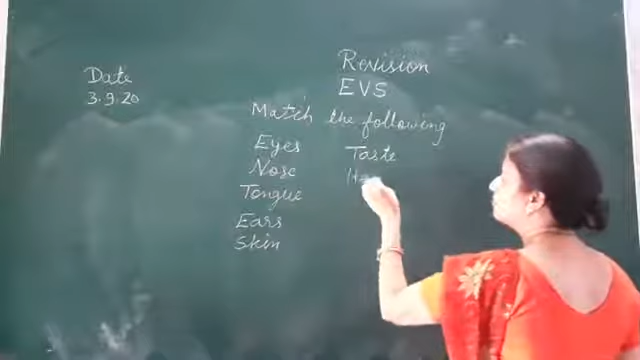 Date
3.9.20
Revision
EVS
Match the following
Eyes Taste
Nose
Tongue
Ears
Skin